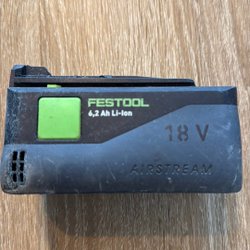 FESTOOL
6,2 Ah Li-Ion
18 V
AIRSTREAM